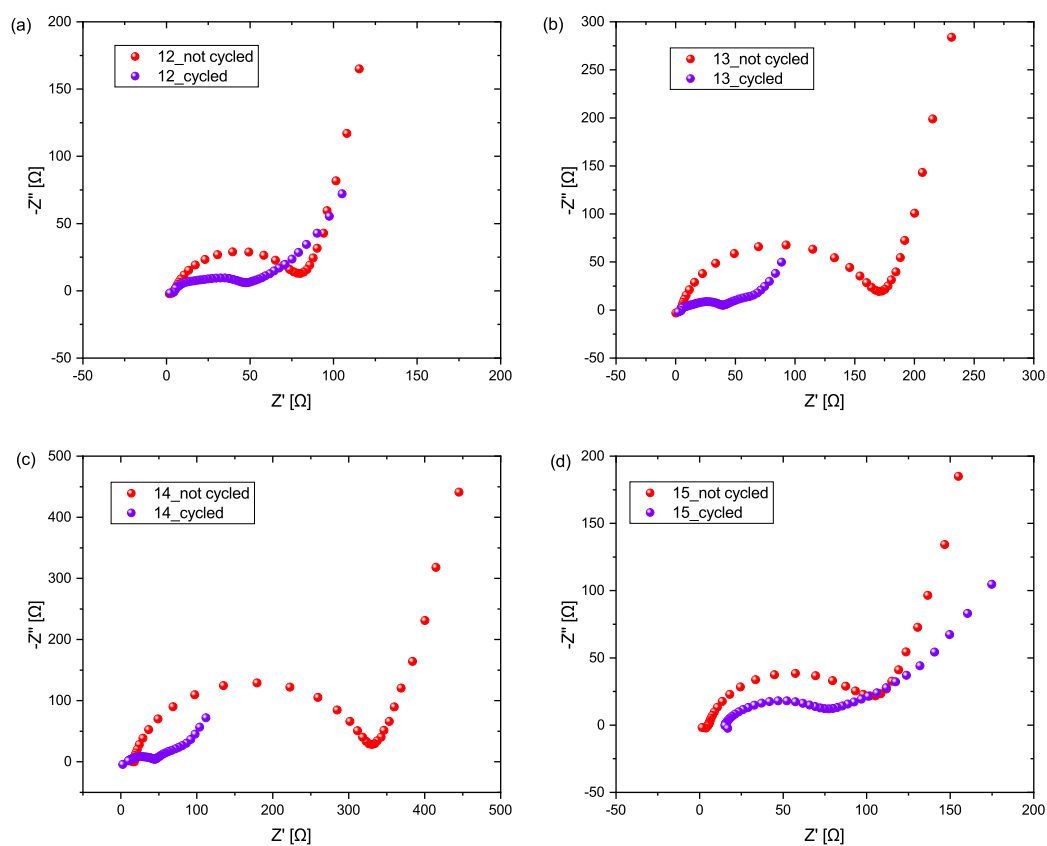 (a)
200
150
100
50
0
-50
-Z'' [Ω]
12_not cycled
12_cycled
-50 0 50 100 150 200
Z' [Ω]
(b)
300
250
200
150
100
50
0
-50
-Z'' [Ω]
13_not cycled
13_cycled
-50 0 50 100 150 200 250 300
Z' [Ω]
(c)
500
400
300
200
100
0
-Z'' [Ω]
14_not cycled
14_cycled
0 100 200 300 400 500
Z' [Ω]
(d)
200
150
100
50
0
-50
-Z'' [Ω]
15_not cycled
15_cycled
-50 0 50 100 150 200
Z' [Ω]